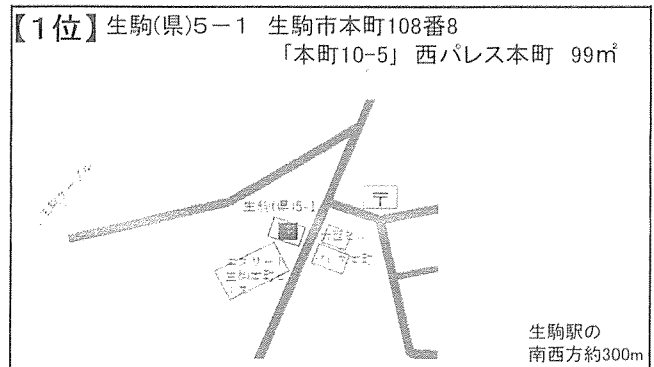 【1位】生駒(県)5－1 生駒市本町108番8
「本町10-5」 西パレス本町 99㎡
〒
生駒(県)5-1
生駒駅の
南西方約300m